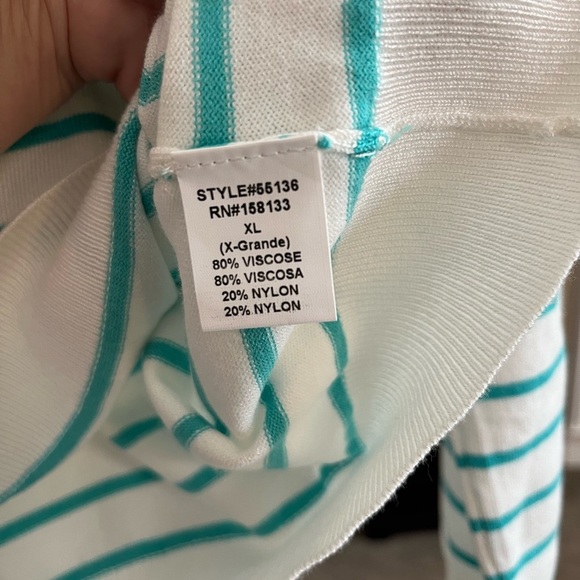 STYLE#55136
RN#158133
XL
(X-Grande)
80% VISCOSE
80% VISCOSA
20% NYLON
20% NYLON